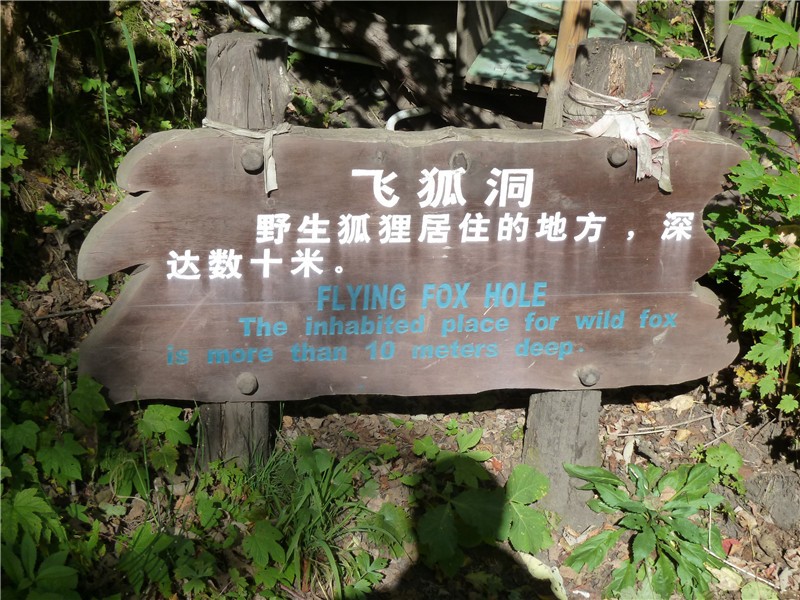 飞狐洞
野生狐狸居住的地方，深
达数十米。
FLYING FOX HOLE
The inhabited place for wild fox
is more than 10 meters deep.